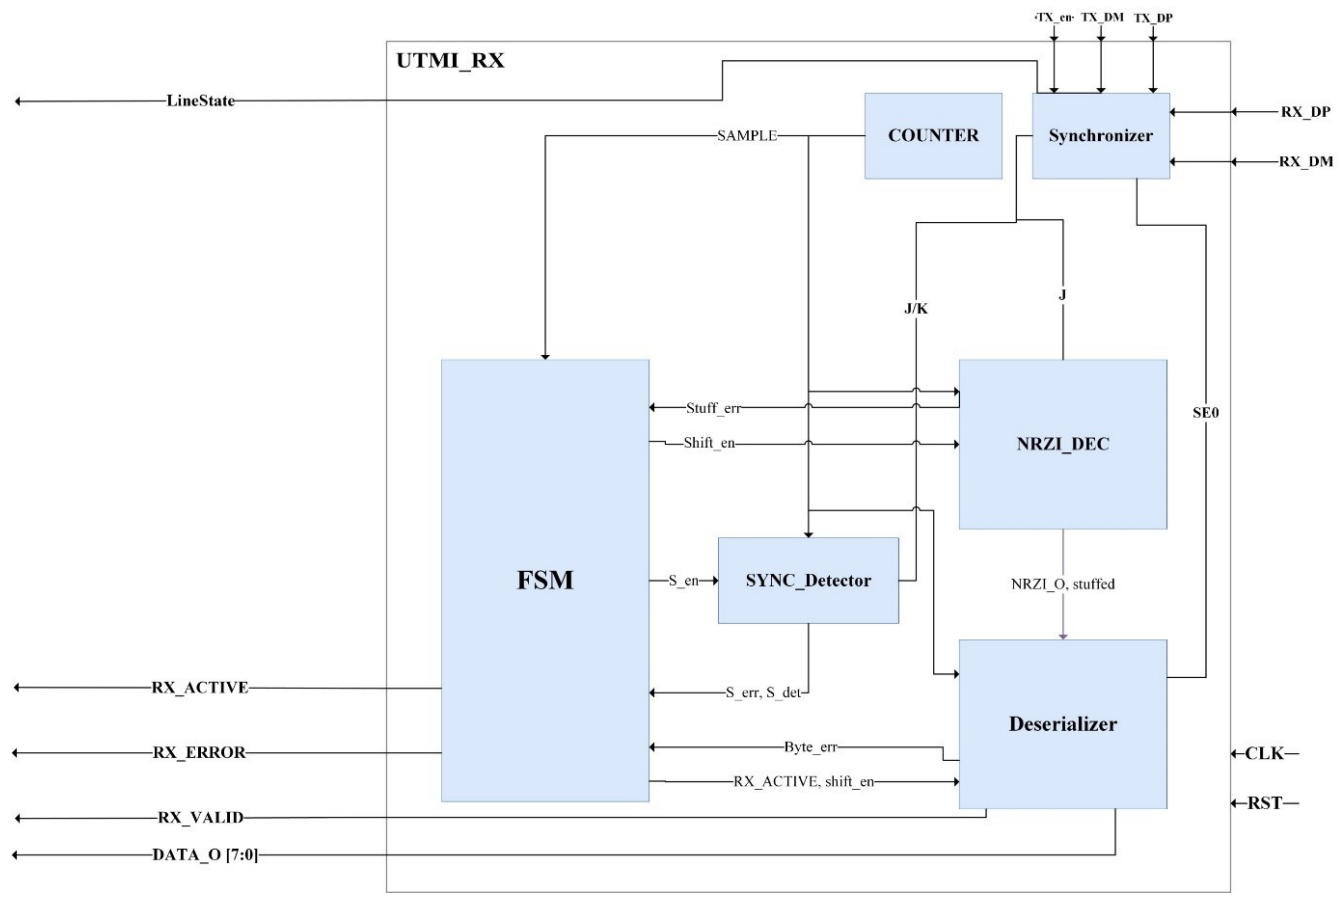 TX_en
TX_DM
TX_DP
UTMI_RX
LineState
SAMPLE
COUNTER
Synchronizer
RX_DP
RX_DM
J
J/K
Stuff_err
Shift_en
NRZI_DEC
SE0
FSM
S_en
SYNC_Detector
NRZI_O, stuffed
RX_ACTIVE
S_err, S_det
Deserializer
RX_ERROR
Byte_err
CLK
RX_ACTIVE, shift_en
RST
RX_VALID
DATA_O [7:0]